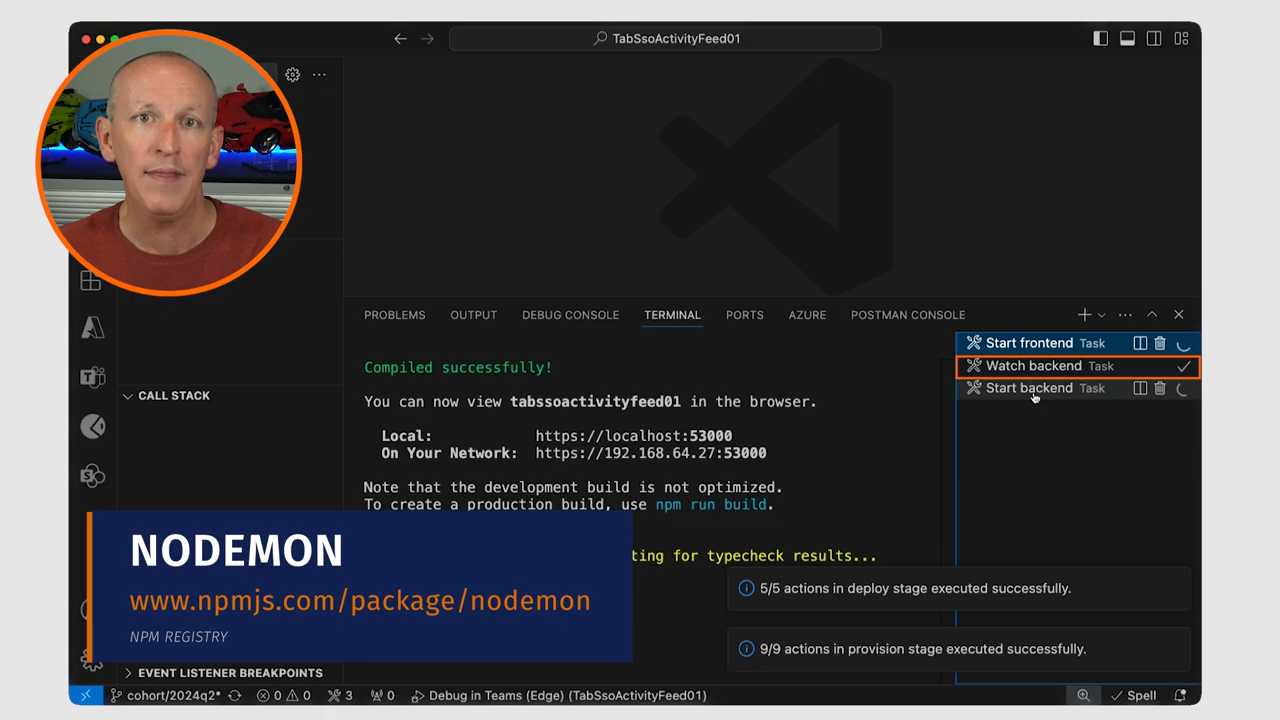 TabSsoActivityFeed01
PROBLEMS OUTPUT DEBUG CONSOLE TERMINAL PORTS AZURE POSTMAN CONSOLE
Start frontend Task
Watch backend Task
Start backend Task
Compiled successfully!
You can now view tabssoactivityfeed01 in the browser.
Local: https://localhost:53000
On Your Network: https://192.168.64.27:53000
Note that the development build is not optimized.
To create a production build, use npm run build.
ting for typecheck results...
CALL STACK
NODEMON
www.npmjs.com/package/nodemon
NPM REGISTRY
5/5 actions in deploy stage executed successfully.
9/9 actions in provision stage executed successfully.
EVENT LISTENER BREAKPOINTS
cohort/2024q2* 0 0 3 0 Debug in Teams (Edge) (TabSsoActivityFeed01) Spell